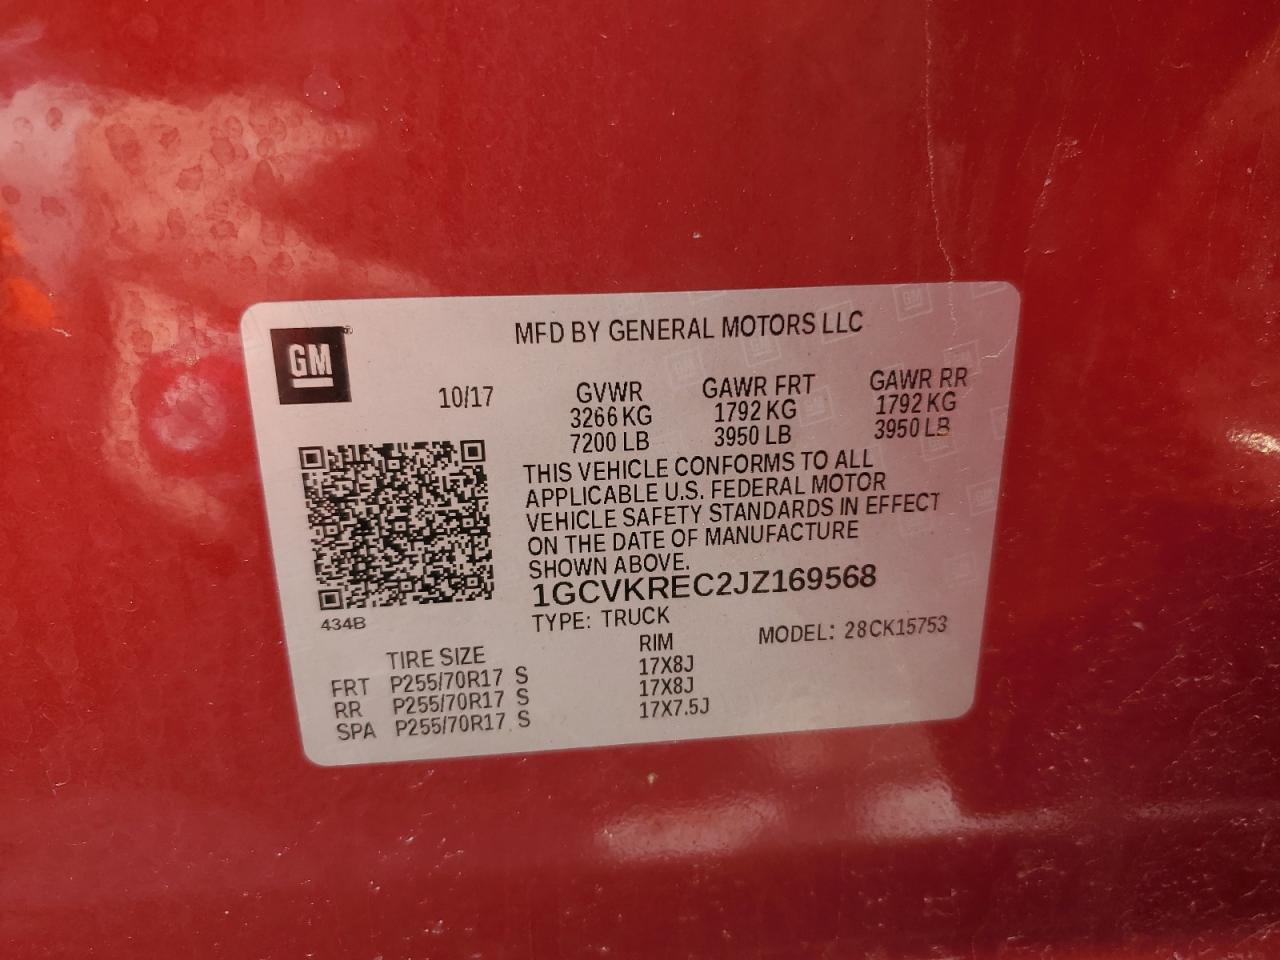 GM
MFD BY GENERAL MOTORS LLC
10/17
GVWR
3266 KG
7200 LB
GAWR FRT
1792 KG
3950 LB
GAWR RR
1792 KG
3950 LB
THIS VEHICLE CONFORMS TO ALL
APPLICABLE U.S. FEDERAL MOTOR
VEHICLE SAFETY STANDARDS IN EFFECT
ON THE DATE OF MANUFACTURE
SHOWN ABOVE.
1GCVKREC2JZ169568
434B
TYPE: TRUCK
MODEL: 28CK15753
TIRE SIZE RIM
FRT P255/70R17 S 17X8J
RR P255/70R17 S 17X8J
SPA P255/70R17 S 17X7.5J